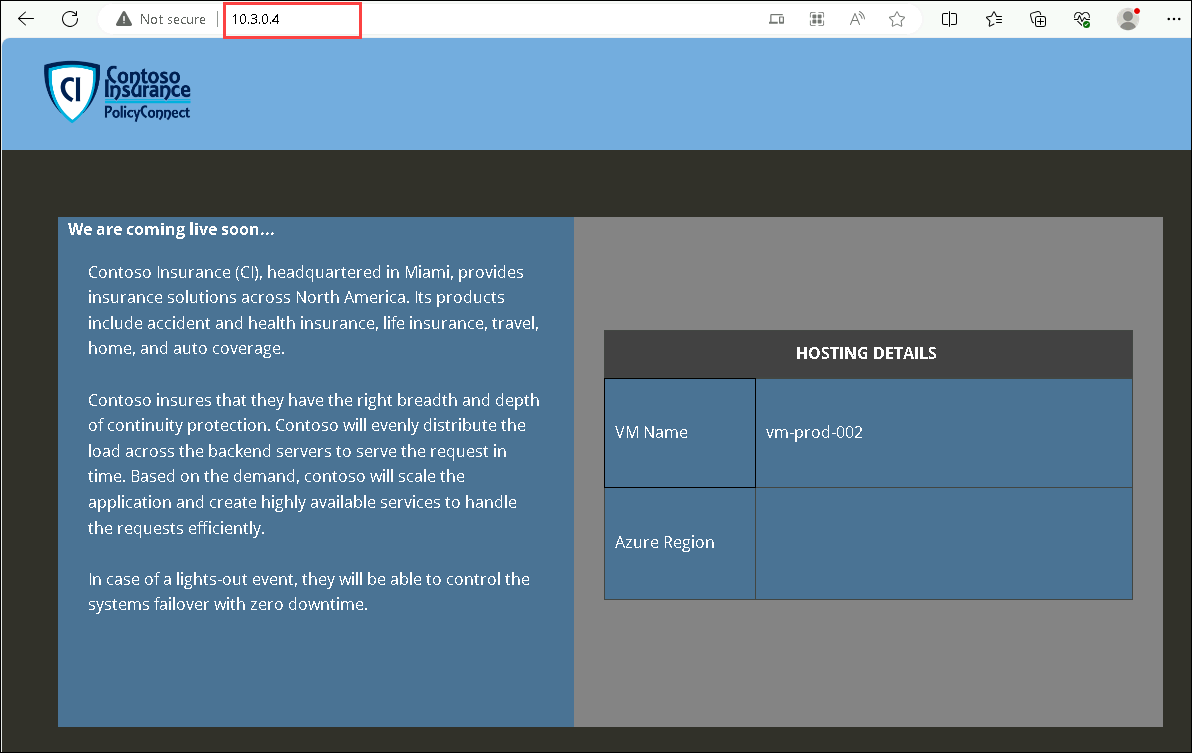 Not secure
10.3.0.4
CI
Contoso
Insurance
PolicyConnect
We are coming live soon...
Contoso Insurance (CI), headquartered in Miami, provides
insurance solutions across North America. Its products
include accident and health insurance, life insurance, travel,
home, and auto coverage.
Contoso insures that they have the right breadth and depth
of continuity protection. Contoso will evenly distribute the
load across the backend servers to serve the request in
time. Based on the demand, contoso will scale the
application and create highly available services to handle
the requests efficiently.
In case of a lights-out event, they will be able to control the
systems failover with zero downtime.
HOSTING DETAILS
VM Name vm-prod-002
Azure Region